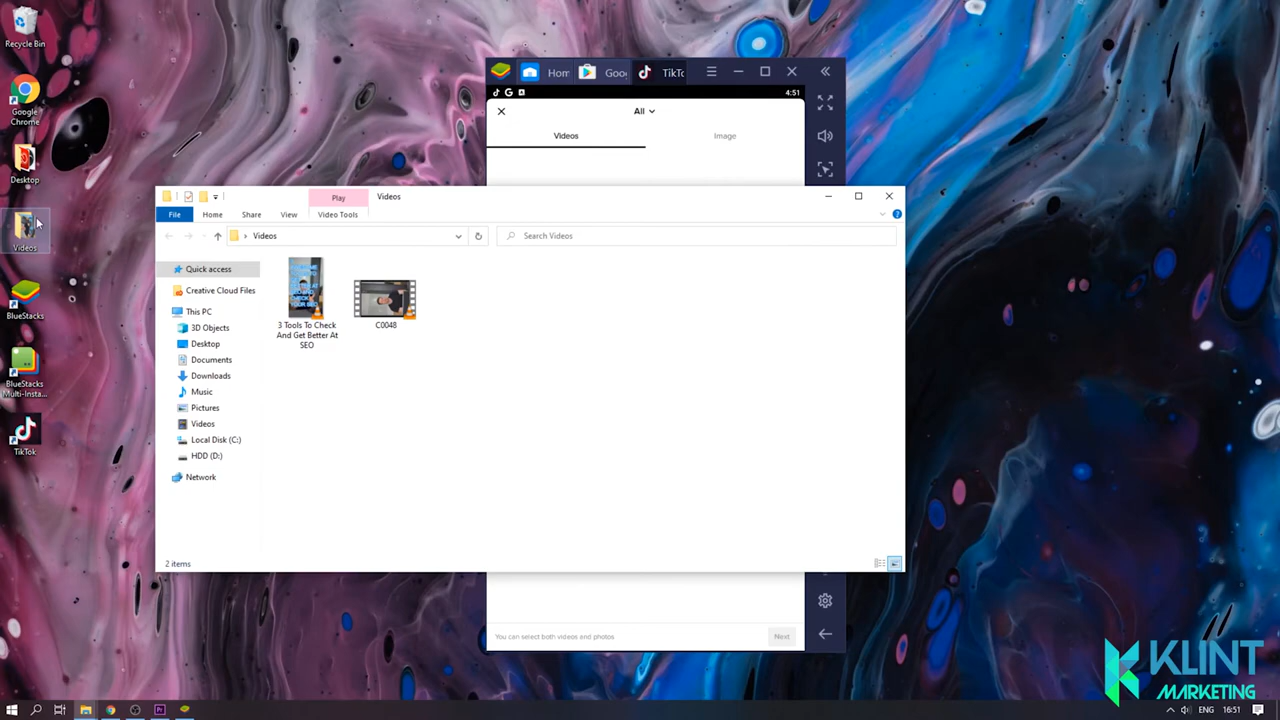 Recycle Bin
Google
Chrome
Desktop
Videos
BlueStacks
BlueStacks
Multi-Insta...
TikTok
Hom
Goog
TikTo
4:51
All
Videos
Image
Play
Videos
File
Home
Share
View
Video Tools
Videos
Search Videos
Quick access
Creative Cloud Files
This PC
3D Objects
Desktop
Documents
Downloads
Music
Pictures
Videos
Local Disk (C:)
HDD (D:)
Network
3 Tools To Check
And Get Better At
SEO
C0048
2 items
You can select both videos and photos
Next
KLINT
MARKETING
ENG
16:51